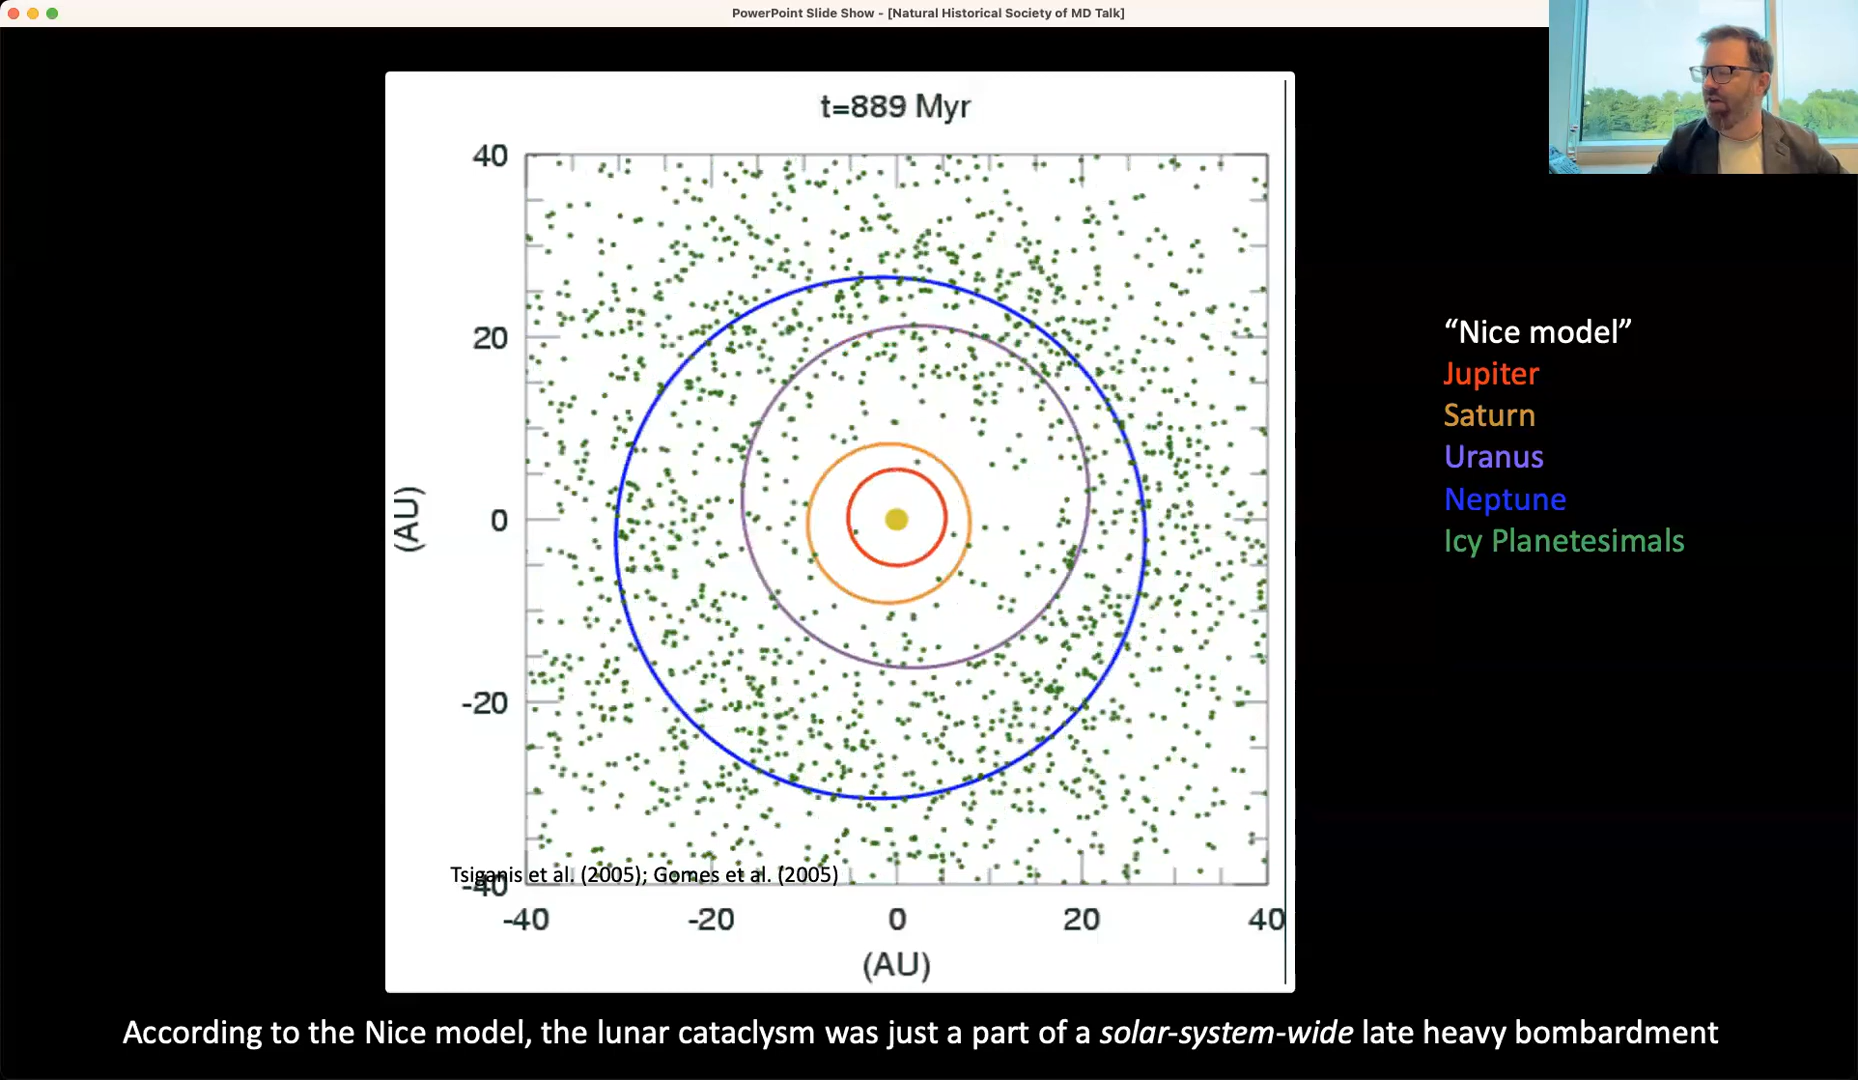 PowerPoint Slide Show - [Natural Historical Society of MD Talk]
t=889 Myr
40
20
0
-20
-40
(AU)
Tsiganis et al. (2005); Gomes et al. (2005)
-40 -20 0 20 40
(AU)
“Nice model”
Jupiter
Saturn
Uranus
Neptune
Icy Planetesimals
According to the Nice model, the lunar cataclysm was just a part of a solar-system-wide late heavy bombardment